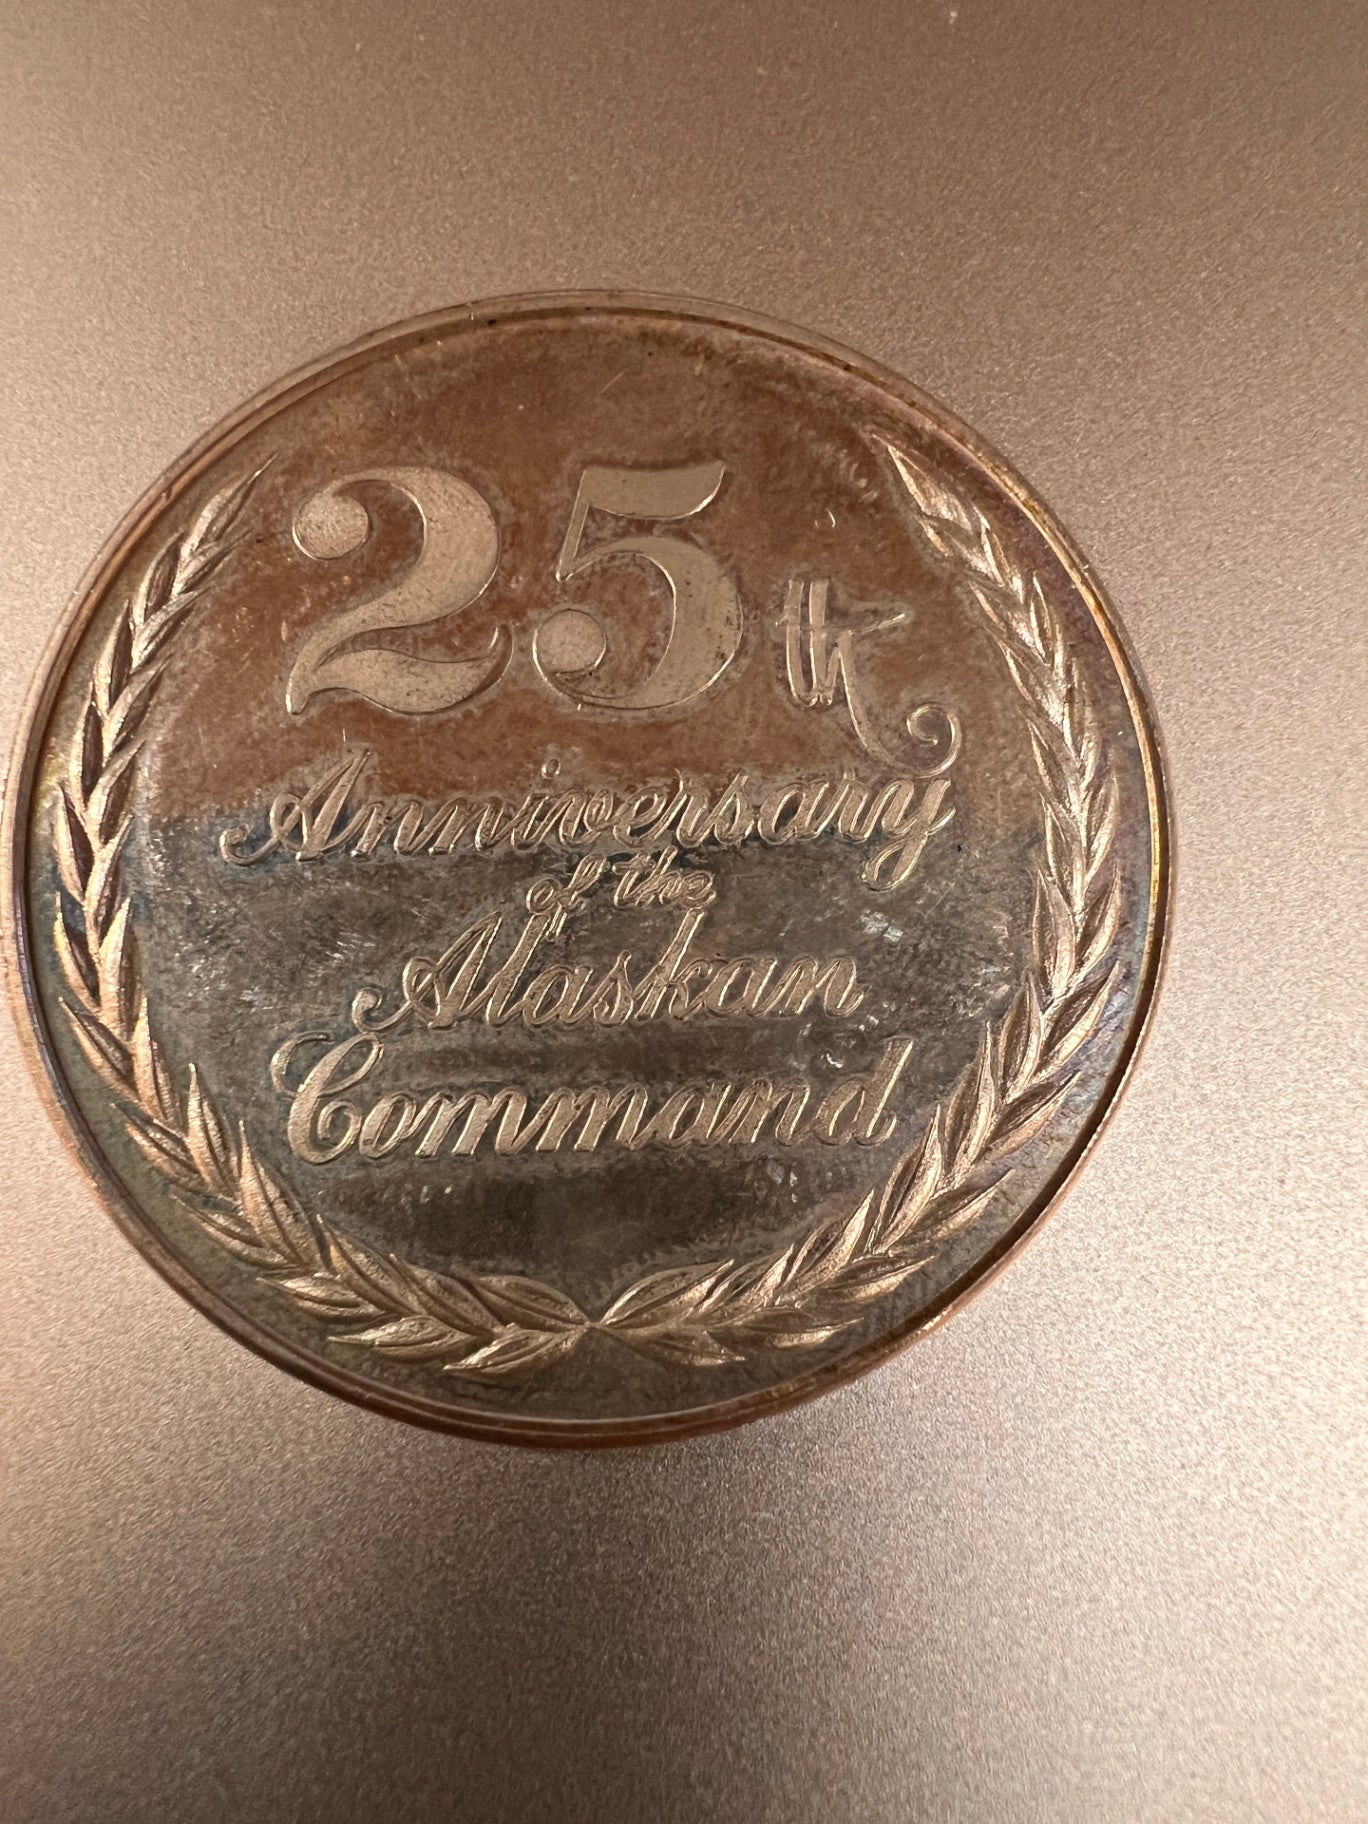 25th
Anniversary
of the
Alaskan
Command